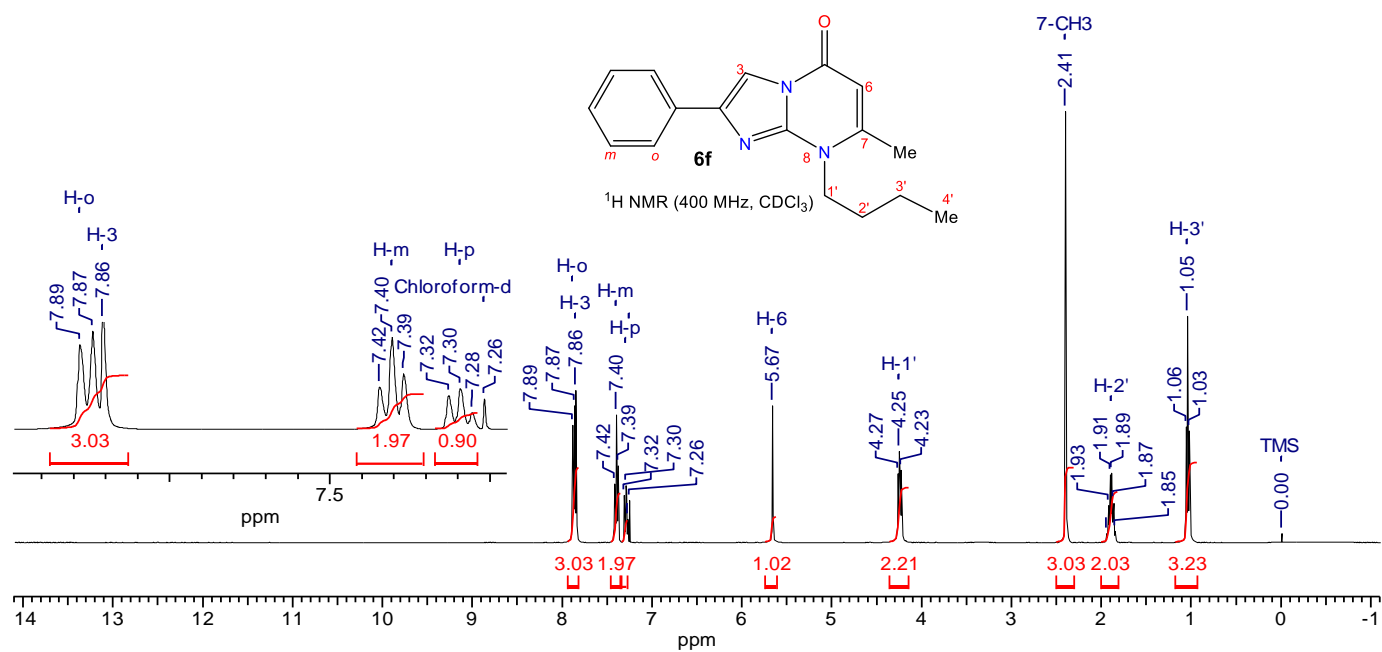 O
3
N
6
N
N
8
7
Me
m
o
6f
1'
2'
3'
4'
Me
¹H NMR (400 MHz, CDCl₃)
7-CH3
2.41
H-o
H-3
7.89
7.87
7.86
H-m
7.42
7.40
7.39
H-p
Chloroform-d
7.32
7.30
7.28
7.26
3.03
1.97
0.90
7.5
ppm
H-o
H-3
7.89
7.87
7.86
H-m
H-p
7.42
7.40
7.39
7.32
7.30
7.26
H-6
5.67
H-1'
4.27
4.25
4.23
H-2'
1.93
1.91
1.89
1.87
1.85
H-3'
1.06
1.05
1.03
TMS
0.00
3.03 1.97 1.02 2.21 3.03 2.03 3.23
14 13 12 11 10 9 8 7 6 5 4 3 2 1 0 -1
ppm